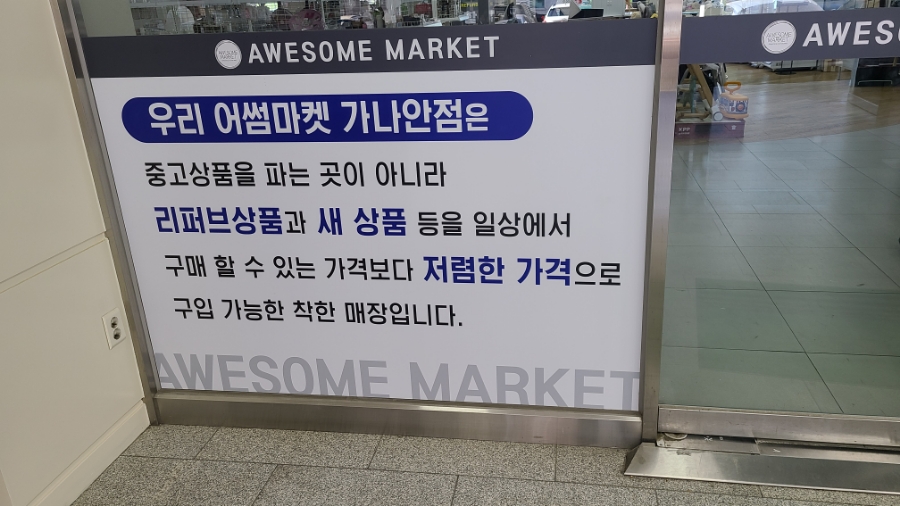 AWESOME MARKET
우리 어썸마켓 가나안점은
중고상품을 파는 곳이 아니라
리퍼브상품과 새 상품 등을 일상에서
구매 할 수 있는 가격보다 저렴한 가격으로
구입 가능한 착한 매장입니다.
AWESOME MARKET
AWESOME MARKET